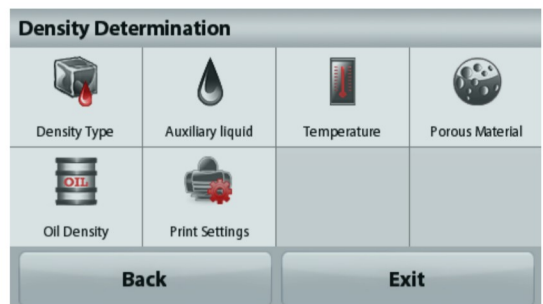 Density Determination
Density Type
Auxiliary liquid
Temperature
Porous Material
OIL
Oil Density
Print Settings
Back
Exit